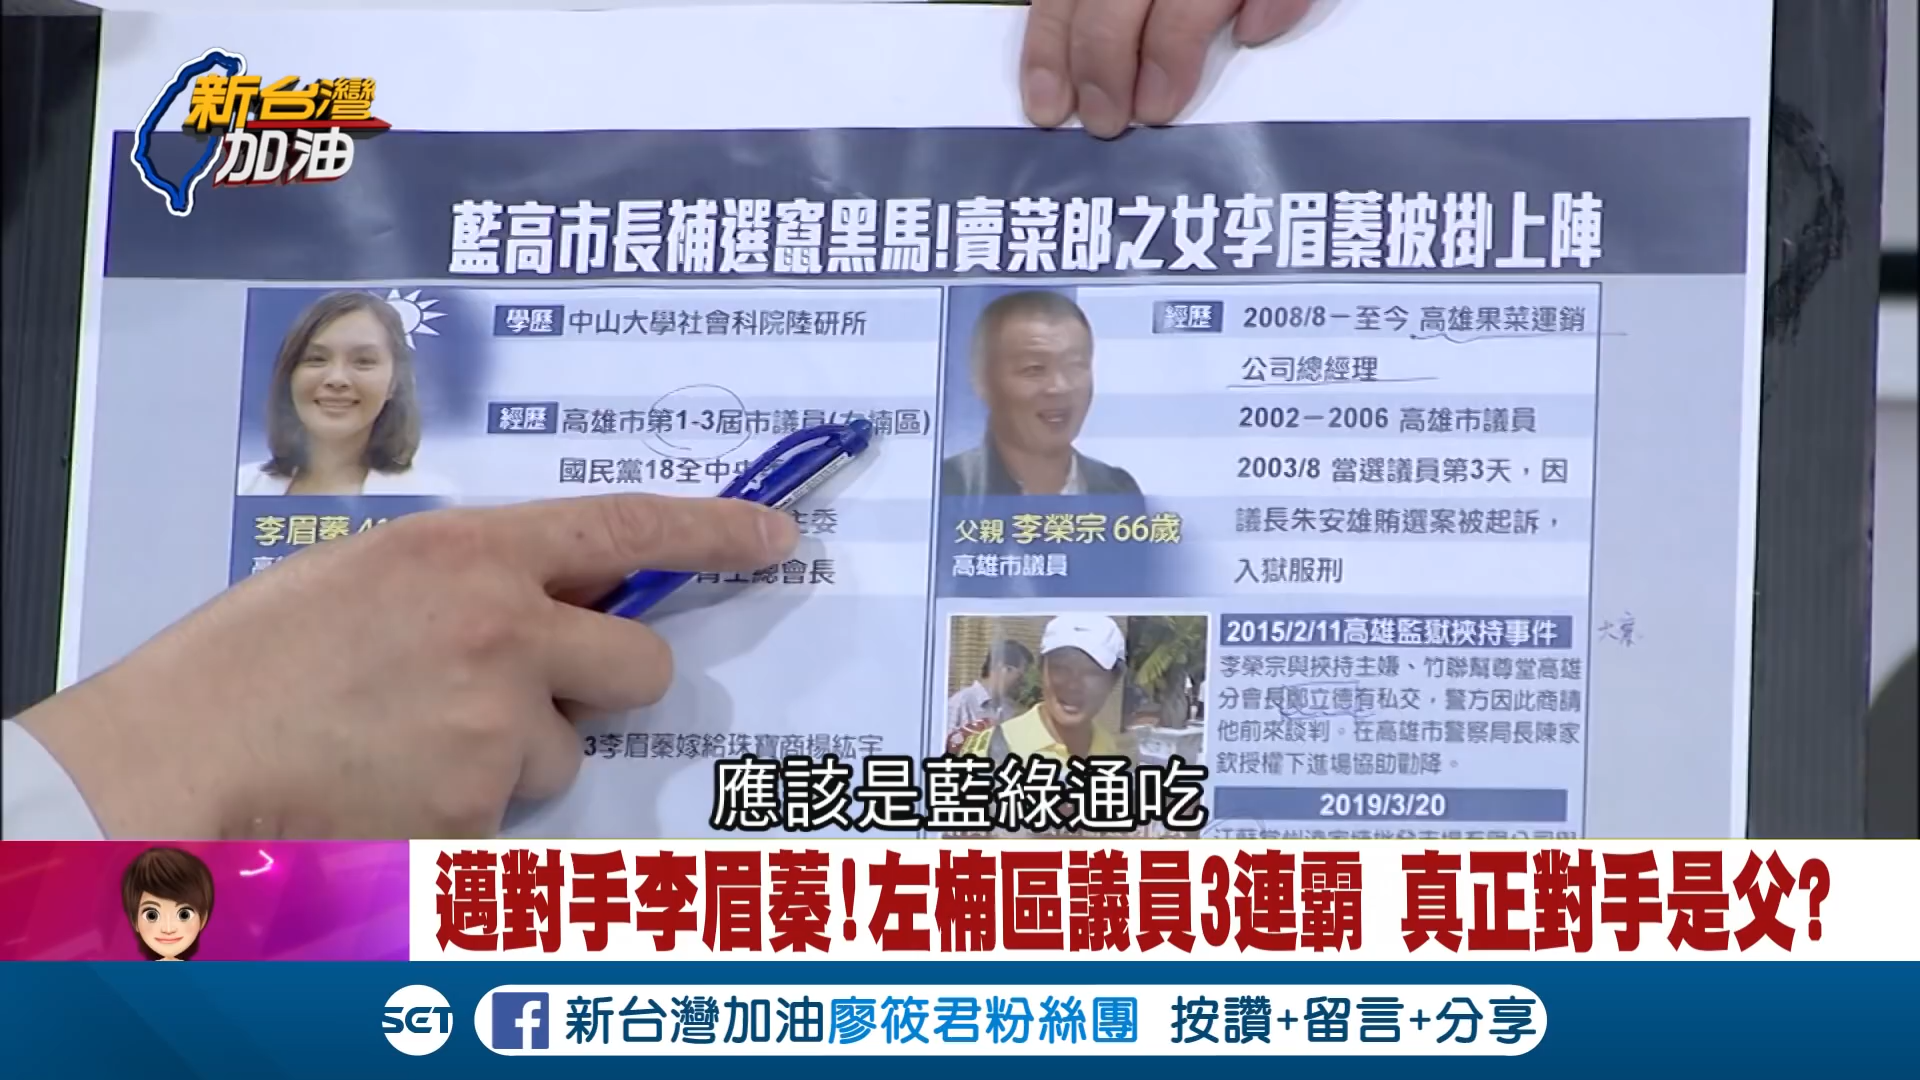 新台灣
加油
藍高市長補選竄黑馬!賣菜郎之女李眉蓁披掛上陣
學歷 中山大學社會科院陸研所
經歷 高雄市第1-3屆市議員(左楠區)
國民黨18全中央
主委
總會長
李眉蓁
3李眉蓁嫁給珠寶商楊紘宇
經歷 2008/8－至今 高雄果菜運銷
公司總經理
2002－2006 高雄市議員
2003/8 當選議員第3天，因
議長朱安雄賄選案被起訴，
入獄服刑
父親 李榮宗 66歲
高雄市議員
2015/2/11高雄監獄挾持事件
李榮宗與挾持主嫌、竹聯幫尊堂高雄
分會長鄭立德有私交，警方因此商請
他前來談判。在高雄市警察局長陳家
欽授權下進場協助勸降。
2019/3/20
應該是藍綠通吃
邁對手李眉蓁!左楠區議員3連霸 真正對手是父?
SET 新台灣加油廖筱君粉絲團 按讚+留言+分享